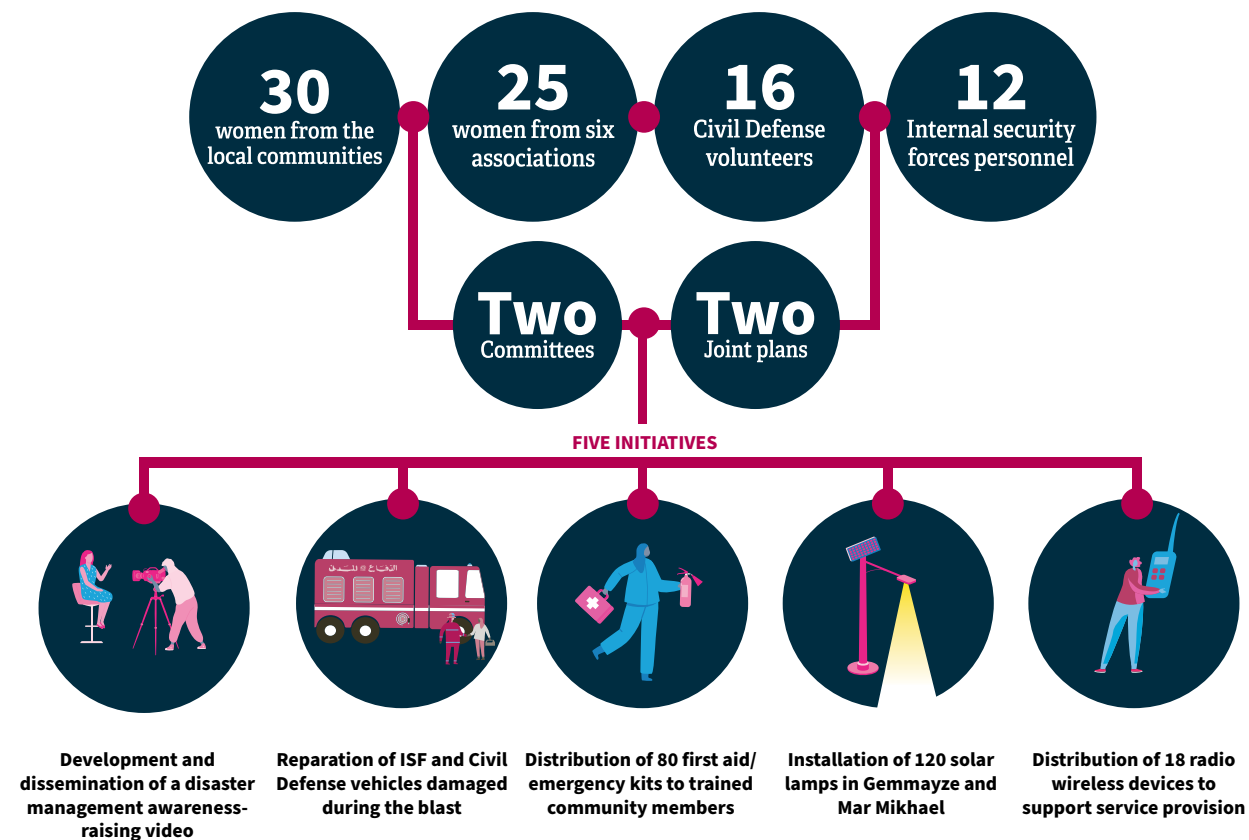 30
women from the
local communities
25
women from six
associations
16
Civil Defense
volunteers
12
Internal security
forces personnel
Two
Committees
Two
Joint plans
FIVE INITIATIVES
الدفاع المدني
Development and
dissemination of a disaster
management awareness-
raising video
Reparation of ISF and Civil
Defense vehicles damaged
during the blast
Distribution of 80 first aid/
emergency kits to trained
community members
Installation of 120 solar
lamps in Gemmayze and
Mar Mikhael
Distribution of 18 radio
wireless devices to
support service provision